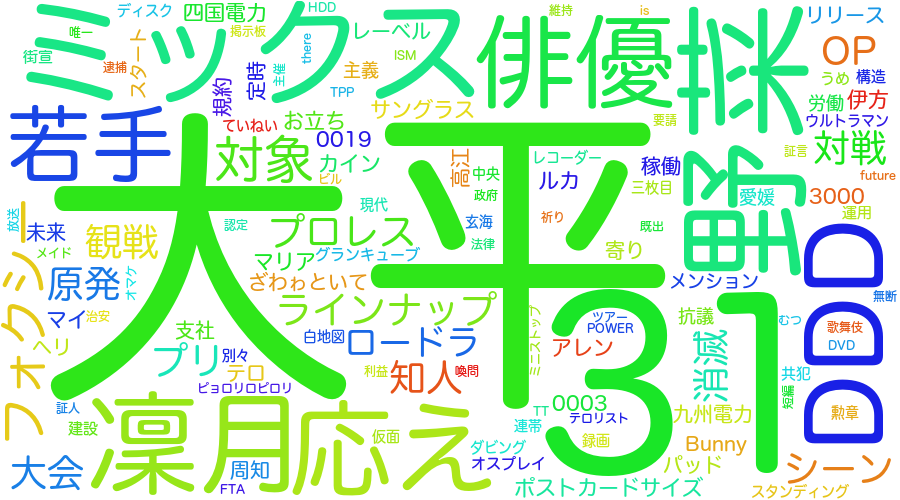 ミックス
俳優
野菜
大
平
31
DDD
凜月
応え
若手
対象
プロレス
ラインナップ
ロードラ
フォクシー
観戦
原発
プリ
知人
大会
消滅
対戦
OP
シーン
ディスク
四国電力
HDD
レーベル
維持
is
リリース
唯一
掲示板
there
ISM
街宣
逮捕
スタート
規約
定時
主催
主義
TPP
サングラス
要請
うめ
構造
労働
伊方
ウルトラマン
証言
future
ていねい
お立ち
0019
カイン
ビル
高江
中央
政府
レコーダー
ルカ
稼働
三枚目
愛媛
3000
運用
放送
未来
メイド
認定
現代
玄海
法律
祈り
既出
マリア
グランキューブ
ざわゎといて
寄り
メンション
無断
オマケ
マイ
治安
ヘリ
支社
白地図
別々
テロ
ピョロリロピロリ
利益
喚問
ミニストップ
ツアー
POWER
アレン
抗議
むつ
歌舞伎
DVD
共犯
短編
勲章
証人
建設
周知
FTA
仮面
TT
連帯
0003
テロリスト
録画
九州電力
Bunny
パッド
ダビング
オスプレイ
ポストカードサイズ
スタンディング